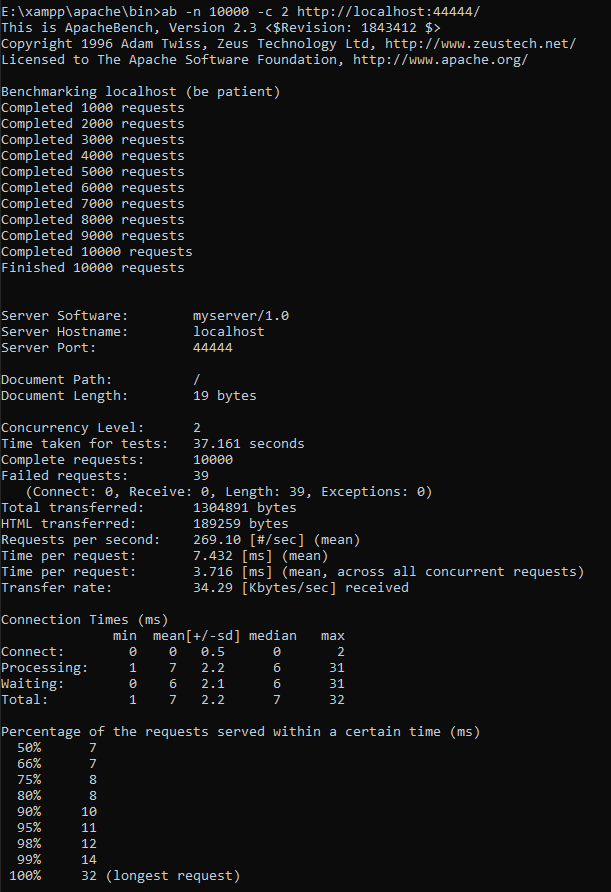 E:\xampp\apache\bin>ab -n 10000 -c 2 http://localhost:44444/
This is ApacheBench, Version 2.3 <$Revision: 1843412 $>
Copyright 1996 Adam Twiss, Zeus Technology Ltd, http://www.zeustech.net/
Licensed to The Apache Software Foundation, http://www.apache.org/

Benchmarking localhost (be patient)
Completed 1000 requests
Completed 2000 requests
Completed 3000 requests
Completed 4000 requests
Completed 5000 requests
Completed 6000 requests
Completed 7000 requests
Completed 8000 requests
Completed 9000 requests
Completed 10000 requests
Finished 10000 requests


Server Software:        myserver/1.0
Server Hostname:        localhost
Server Port:            44444

Document Path:          /
Document Length:        19 bytes

Concurrency Level:      2
Time taken for tests:   37.161 seconds
Complete requests:      10000
Failed requests:        39
   (Connect: 0, Receive: 0, Length: 39, Exceptions: 0)
Total transferred:      1304891 bytes
HTML transferred:       189259 bytes
Requests per second:    269.10 [#/sec] (mean)
Time per request:       7.432 [ms] (mean)
Time per request:       3.716 [ms] (mean, across all concurrent requests)
Transfer rate:          34.29 [Kbytes/sec] received

Connection Times (ms)
              min  mean[+/-sd] median   max
Connect:        0    0   0.5      0       2
Processing:     1    7   2.2      6      31
Waiting:        0    6   2.1      6      31
Total:          1    7   2.2      7      32

Percentage of the requests served within a certain time (ms)
  50%      7
  66%      7
  75%      8
  80%      8
  90%     10
  95%     11
  98%     12
  99%     14
 100%     32 (longest request)